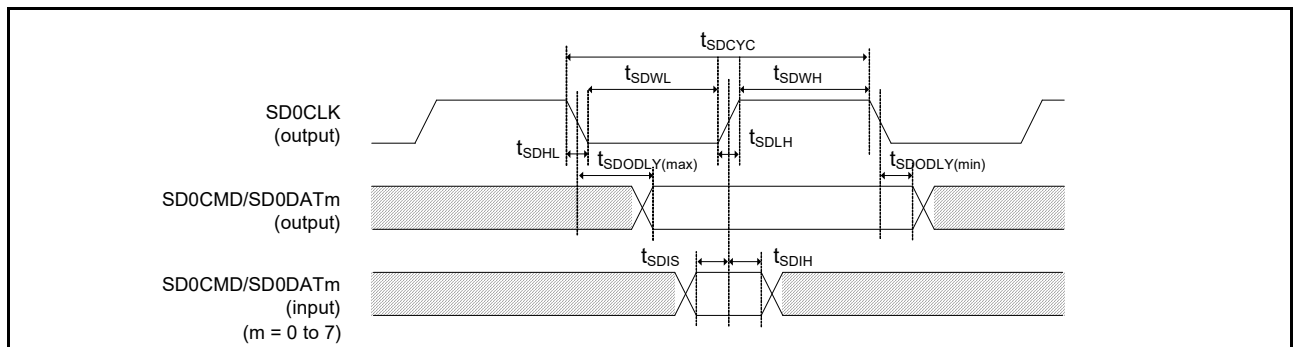 tSDCYC
tSDWL
tSDWH
SD0CLK
(output)
tSDHL
tSDLH
tSDODLY(max)
tSDODLY(min)
SD0CMD/SD0DATm
(output)
tSDIS
tSDIH
SD0CMD/SD0DATm
(input)
(m = 0 to 7)